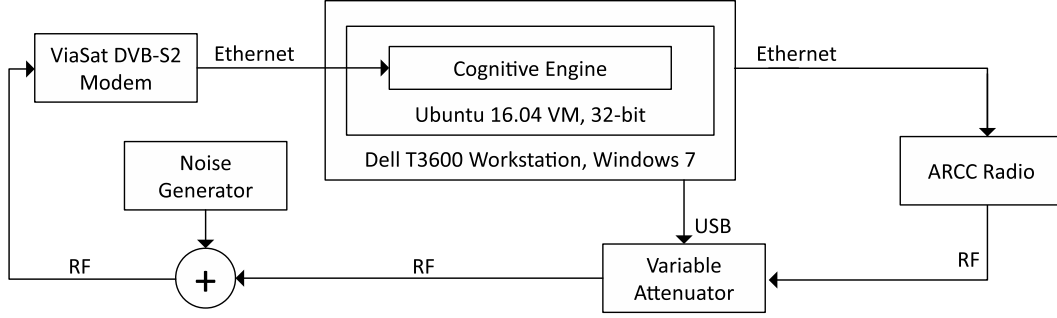 ViaSat DVB-S2
Modem
Ethernet
Cognitive Engine
Ubuntu 16.04 VM, 32-bit
Dell T3600 Workstation, Windows 7
Ethernet
ARCC Radio
Noise
Generator
USB
Variable
Attenuator
RF
RF
+
RF